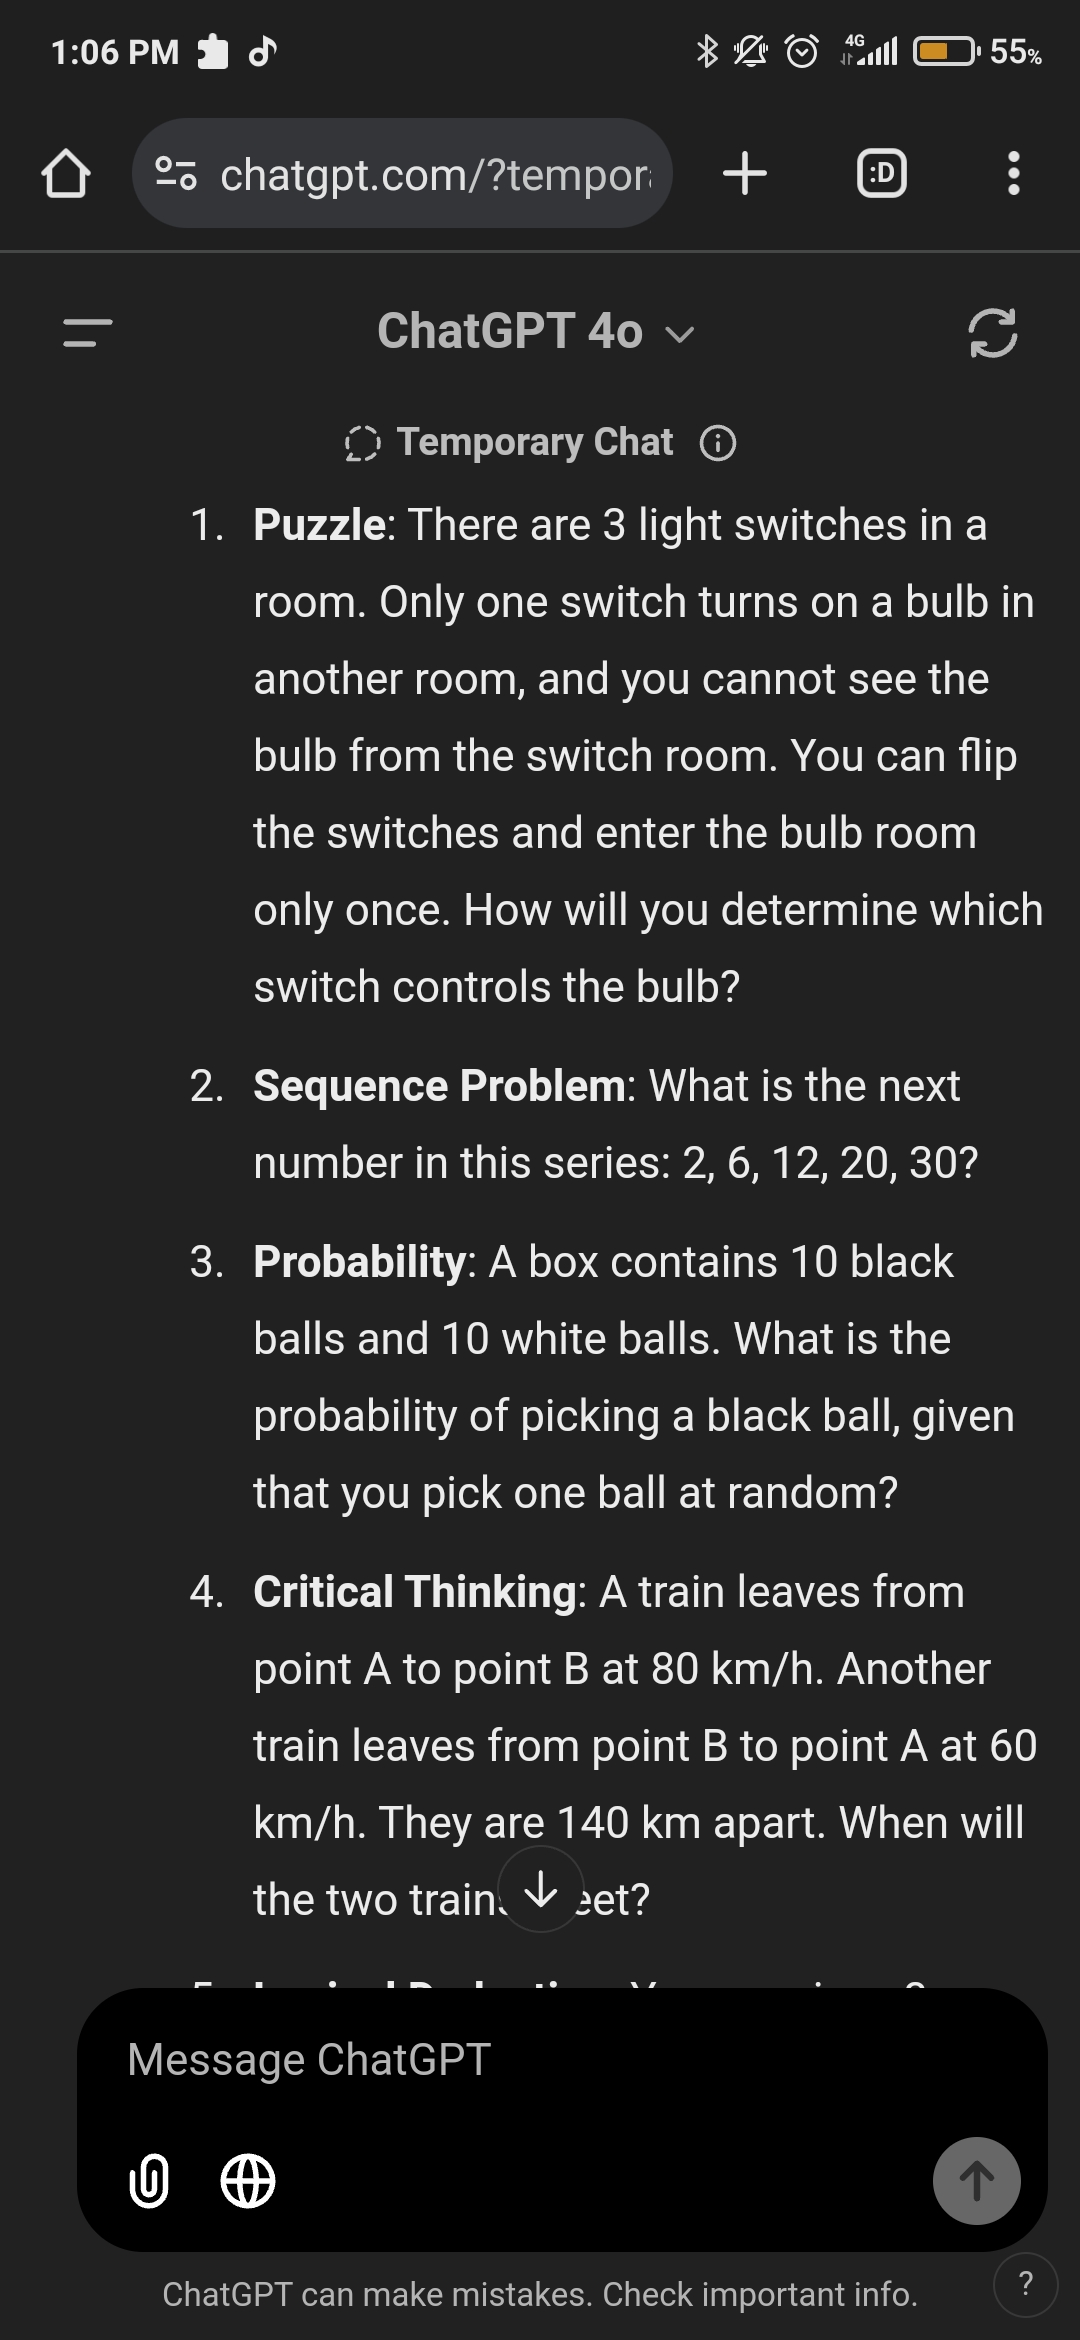 1:06 PM
4G
55%
chatgpt.com/?tempor
:D
ChatGPT 4o
Temporary Chat
1. Puzzle: There are 3 light switches in a
room. Only one switch turns on a bulb in
another room, and you cannot see the
bulb from the switch room. You can flip
the switches and enter the bulb room
only once. How will you determine which
switch controls the bulb?
2. Sequence Problem: What is the next
number in this series: 2, 6, 12, 20, 30?
3. Probability: A box contains 10 black
balls and 10 white balls. What is the
probability of picking a black ball, given
that you pick one ball at random?
4. Critical Thinking: A train leaves from
point A to point B at 80 km/h. Another
train leaves from point B to point A at 60
km/h. They are 140 km apart. When will
the two trains eet?
Message ChatGPT
ChatGPT can make mistakes. Check important info.
?